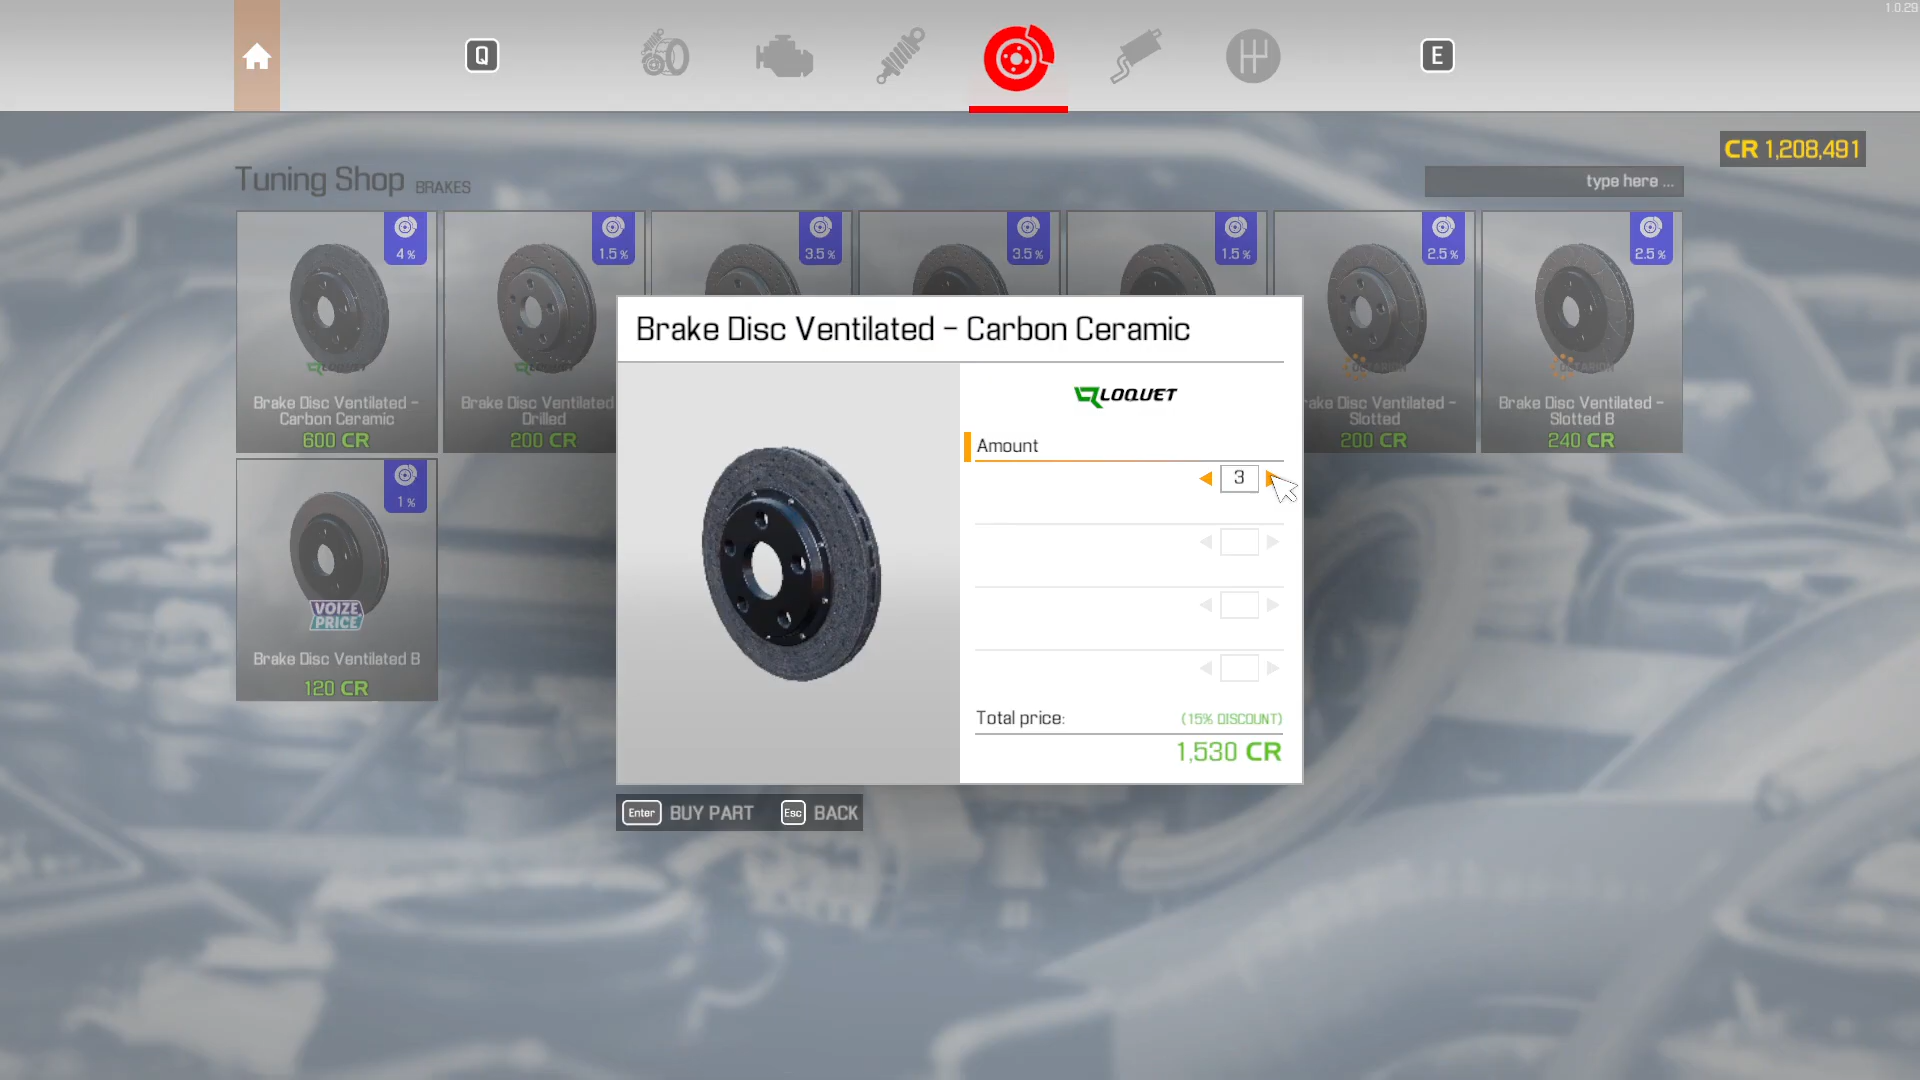 1.0.29
Q
E
CR 1,208,491
Tuning Shop BRAKES
type here ...
4 %
1.5 %
3.5 %
3.5 %
1.5 %
2.5 %
2.5 %
LOQUET
Brake Disc Ventilated -
Carbon Ceramic
600 CR
Brake Disc Ventilated
Drilled
200 CR
ake Disc Ventilated -
Slotted
200 CR
Brake Disc Ventilated -
Slotted B
240 CR
1 %
VOIZE
PRICE
Brake Disc Ventilated B
120 CR
Brake Disc Ventilated - Carbon Ceramic
LOQUET
Amount
3
Total price:
(15% DISCOUNT)
1,530 CR
Enter BUY PART
Esc BACK